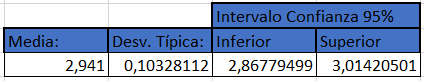 Intervalo Confianza 95%
Media: Desv. Típica: Inferior Superior
2,941 0,10328112 2,86779499 3,01420501